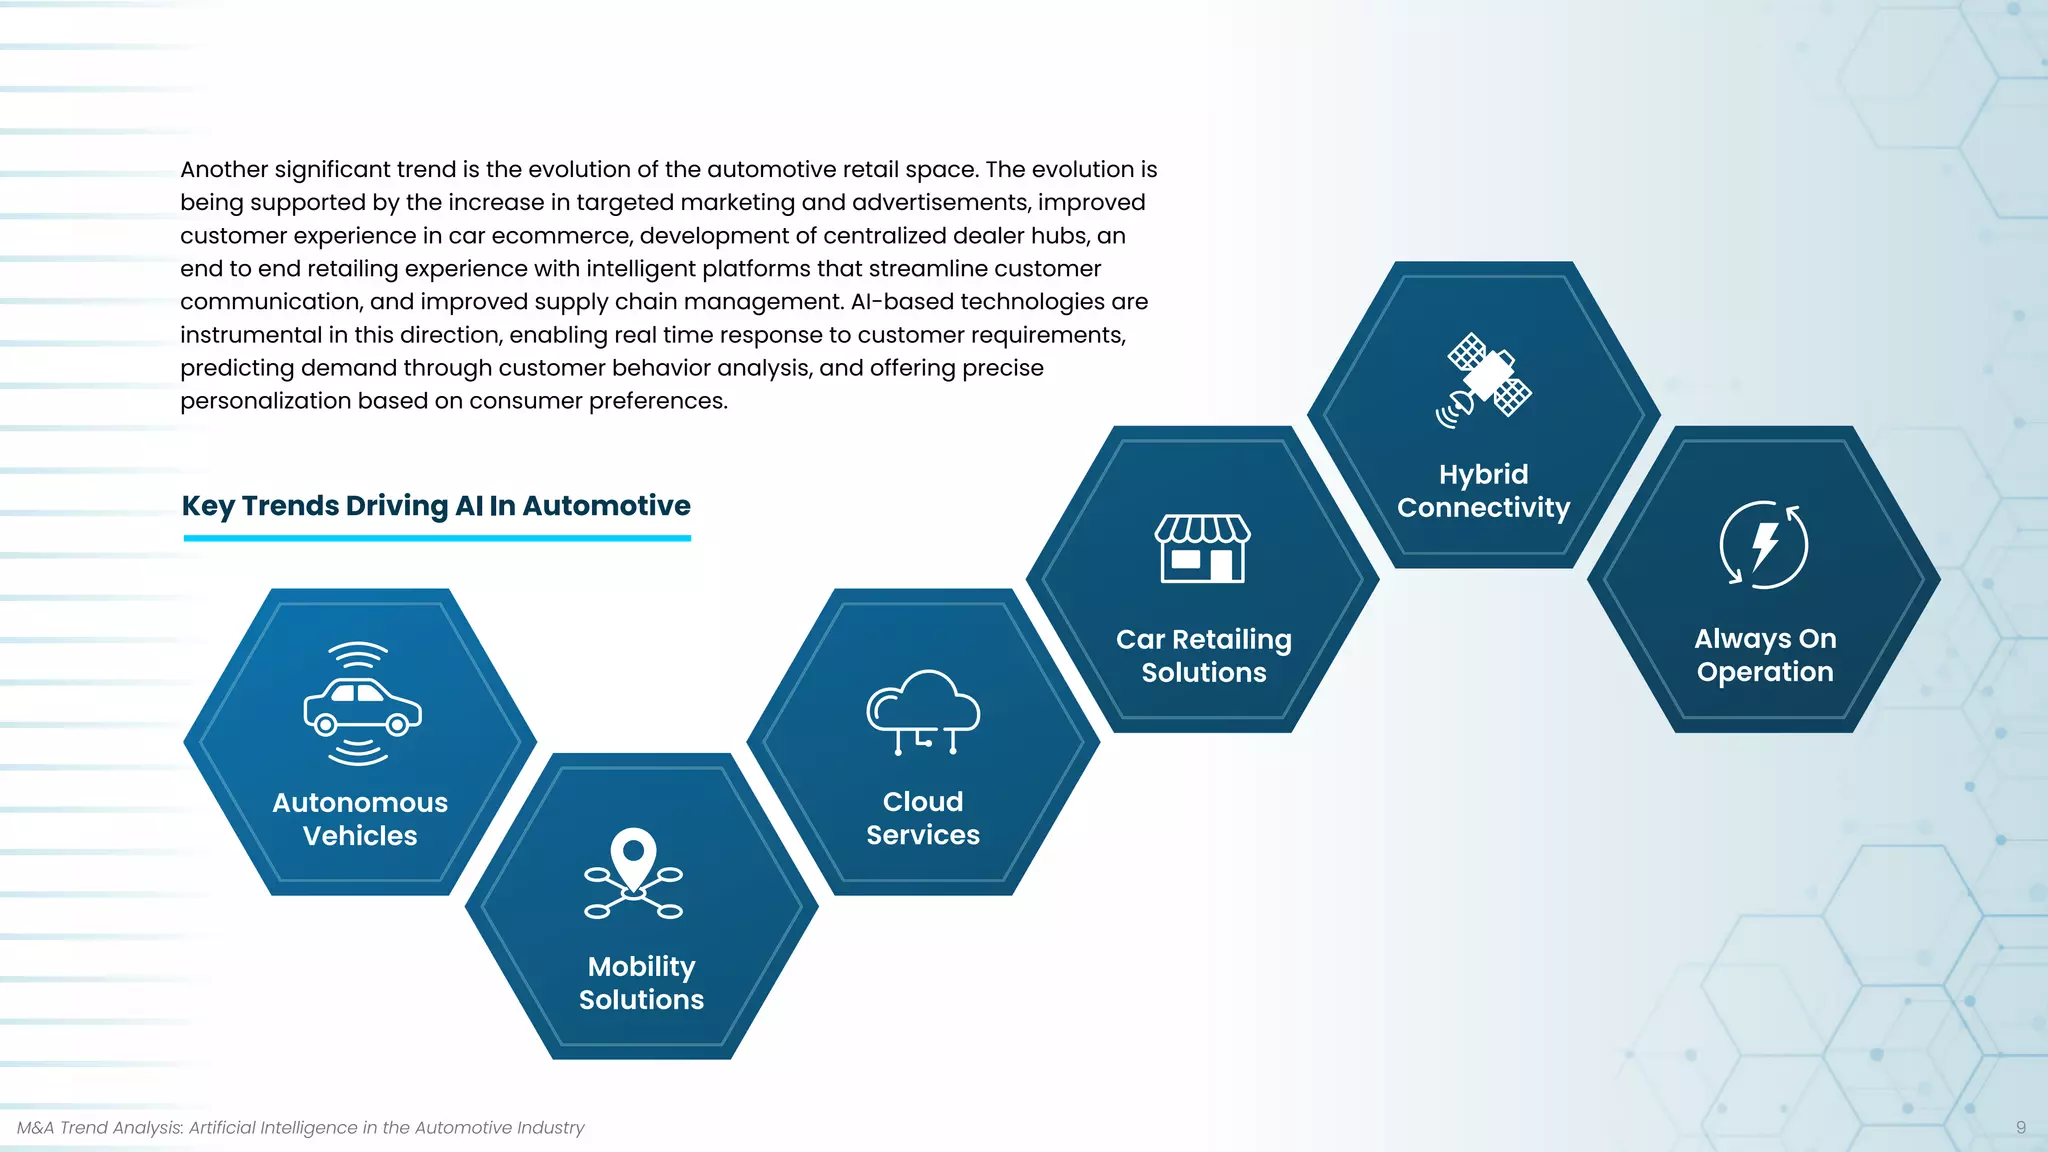 Another significant trend is the evolution of the automotive retail space. The evolution is
being supported by the increase in targeted marketing and advertisements, improved
customer experience in car ecommerce, development of centralized dealer hubs, an
end to end retailing experience with intelligent platforms that streamline customer
communication, and improved supply chain management. AI-based technologies are
instrumental in this direction, enabling real time response to customer requirements,
predicting demand through customer behavior analysis, and offering precise
personalization based on consumer preferences.
Key Trends Driving AI In Automotive
Autonomous
Vehicles
Mobility
Solutions
Cloud
Services
Car Retailing
Solutions
Hybrid
Connectivity
Always On
Operation
M&A Trend Analysis: Artificial Intelligence in the Automotive Industry
9